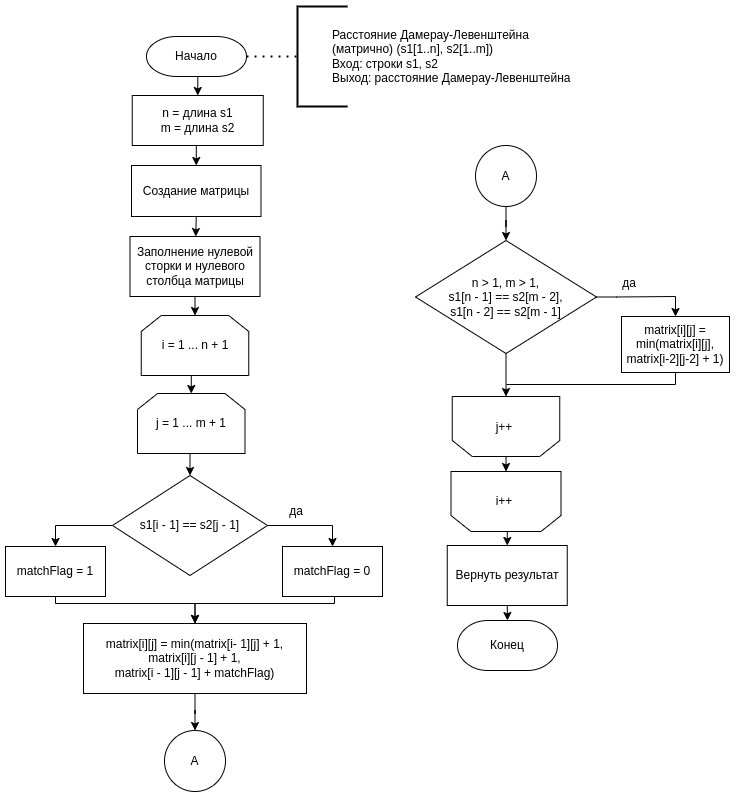 Расстояние Дамерау-Левенштейна
(матрично) (s1[1..n], s2[1..m])
Вход: строки s1, s2
Выход: расстояние Дамерау-Левенштейна
Начало
n = длина s1
m = длина s2
Создание матрицы
Заполнение нулевой
сторки и нулевого
столбца матрицы
i = 1 ... n + 1
j = 1 ... m + 1
s1[i - 1] == s2[j - 1]
да
matchFlag = 1
matchFlag = 0
matrix[i][j] = min(matrix[i- 1][j] + 1,
matrix[i][j - 1] + 1,
matrix[i - 1][j - 1] + matchFlag)
A
A
n > 1, m > 1,
s1[n - 1] == s2[m - 2],
s1[n - 2] == s2[m - 1]
да
matrix[i][j] =
min(matrix[i][j],
matrix[i-2][j-2] + 1)
j++
i++
Вернуть результат
Конец